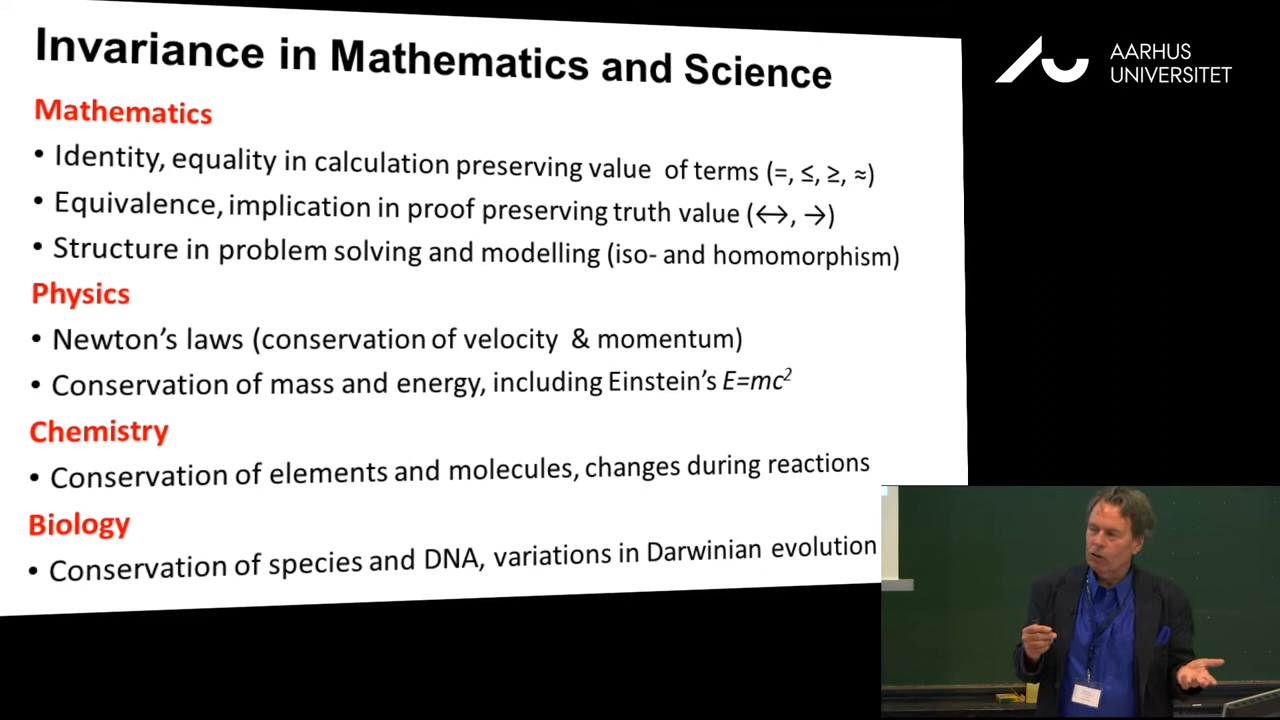 Invariance in Mathematics and Science
AARHUS
UNIVERSITET
Mathematics
• Identity, equality in calculation preserving value of terms (=, ≤, ≥, ≈)
• Equivalence, implication in proof preserving truth value (↔, →)
• Structure in problem solving and modelling (iso- and homomorphism)
Physics
• Newton's laws (conservation of velocity & momentum)
• Conservation of mass and energy, including Einstein's E=mc²
Chemistry
• Conservation of elements and molecules, changes during reactions
Biology
• Conservation of species and DNA, variations in Darwinian evolution